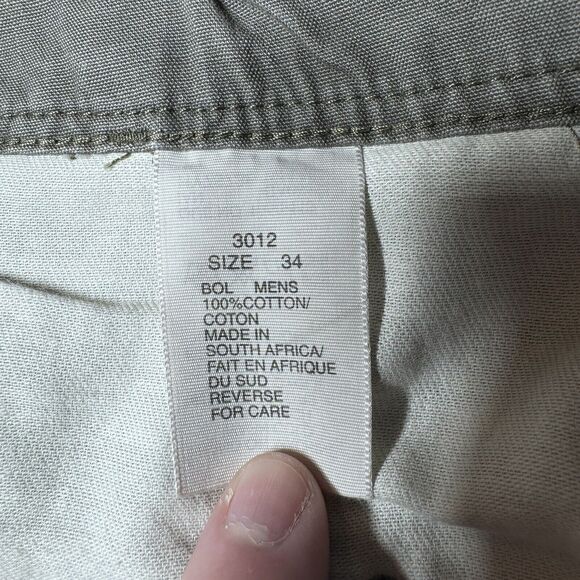 3012
SIZE 34
BOL MENS
100%COTTON/
COTON
MADE IN
SOUTH AFRICA/
FAIT EN AFRIQUE
DU SUD
REVERSE
FOR CARE